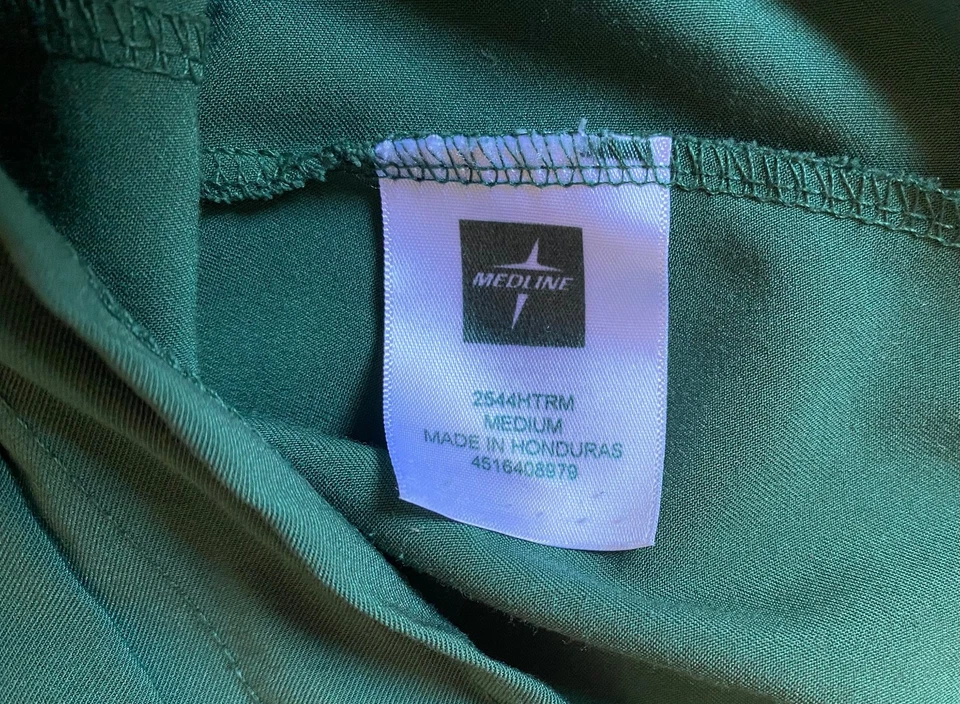 MEDLINE
2544HTRM
MEDIUM
MADE IN HONDURAS
4516408979